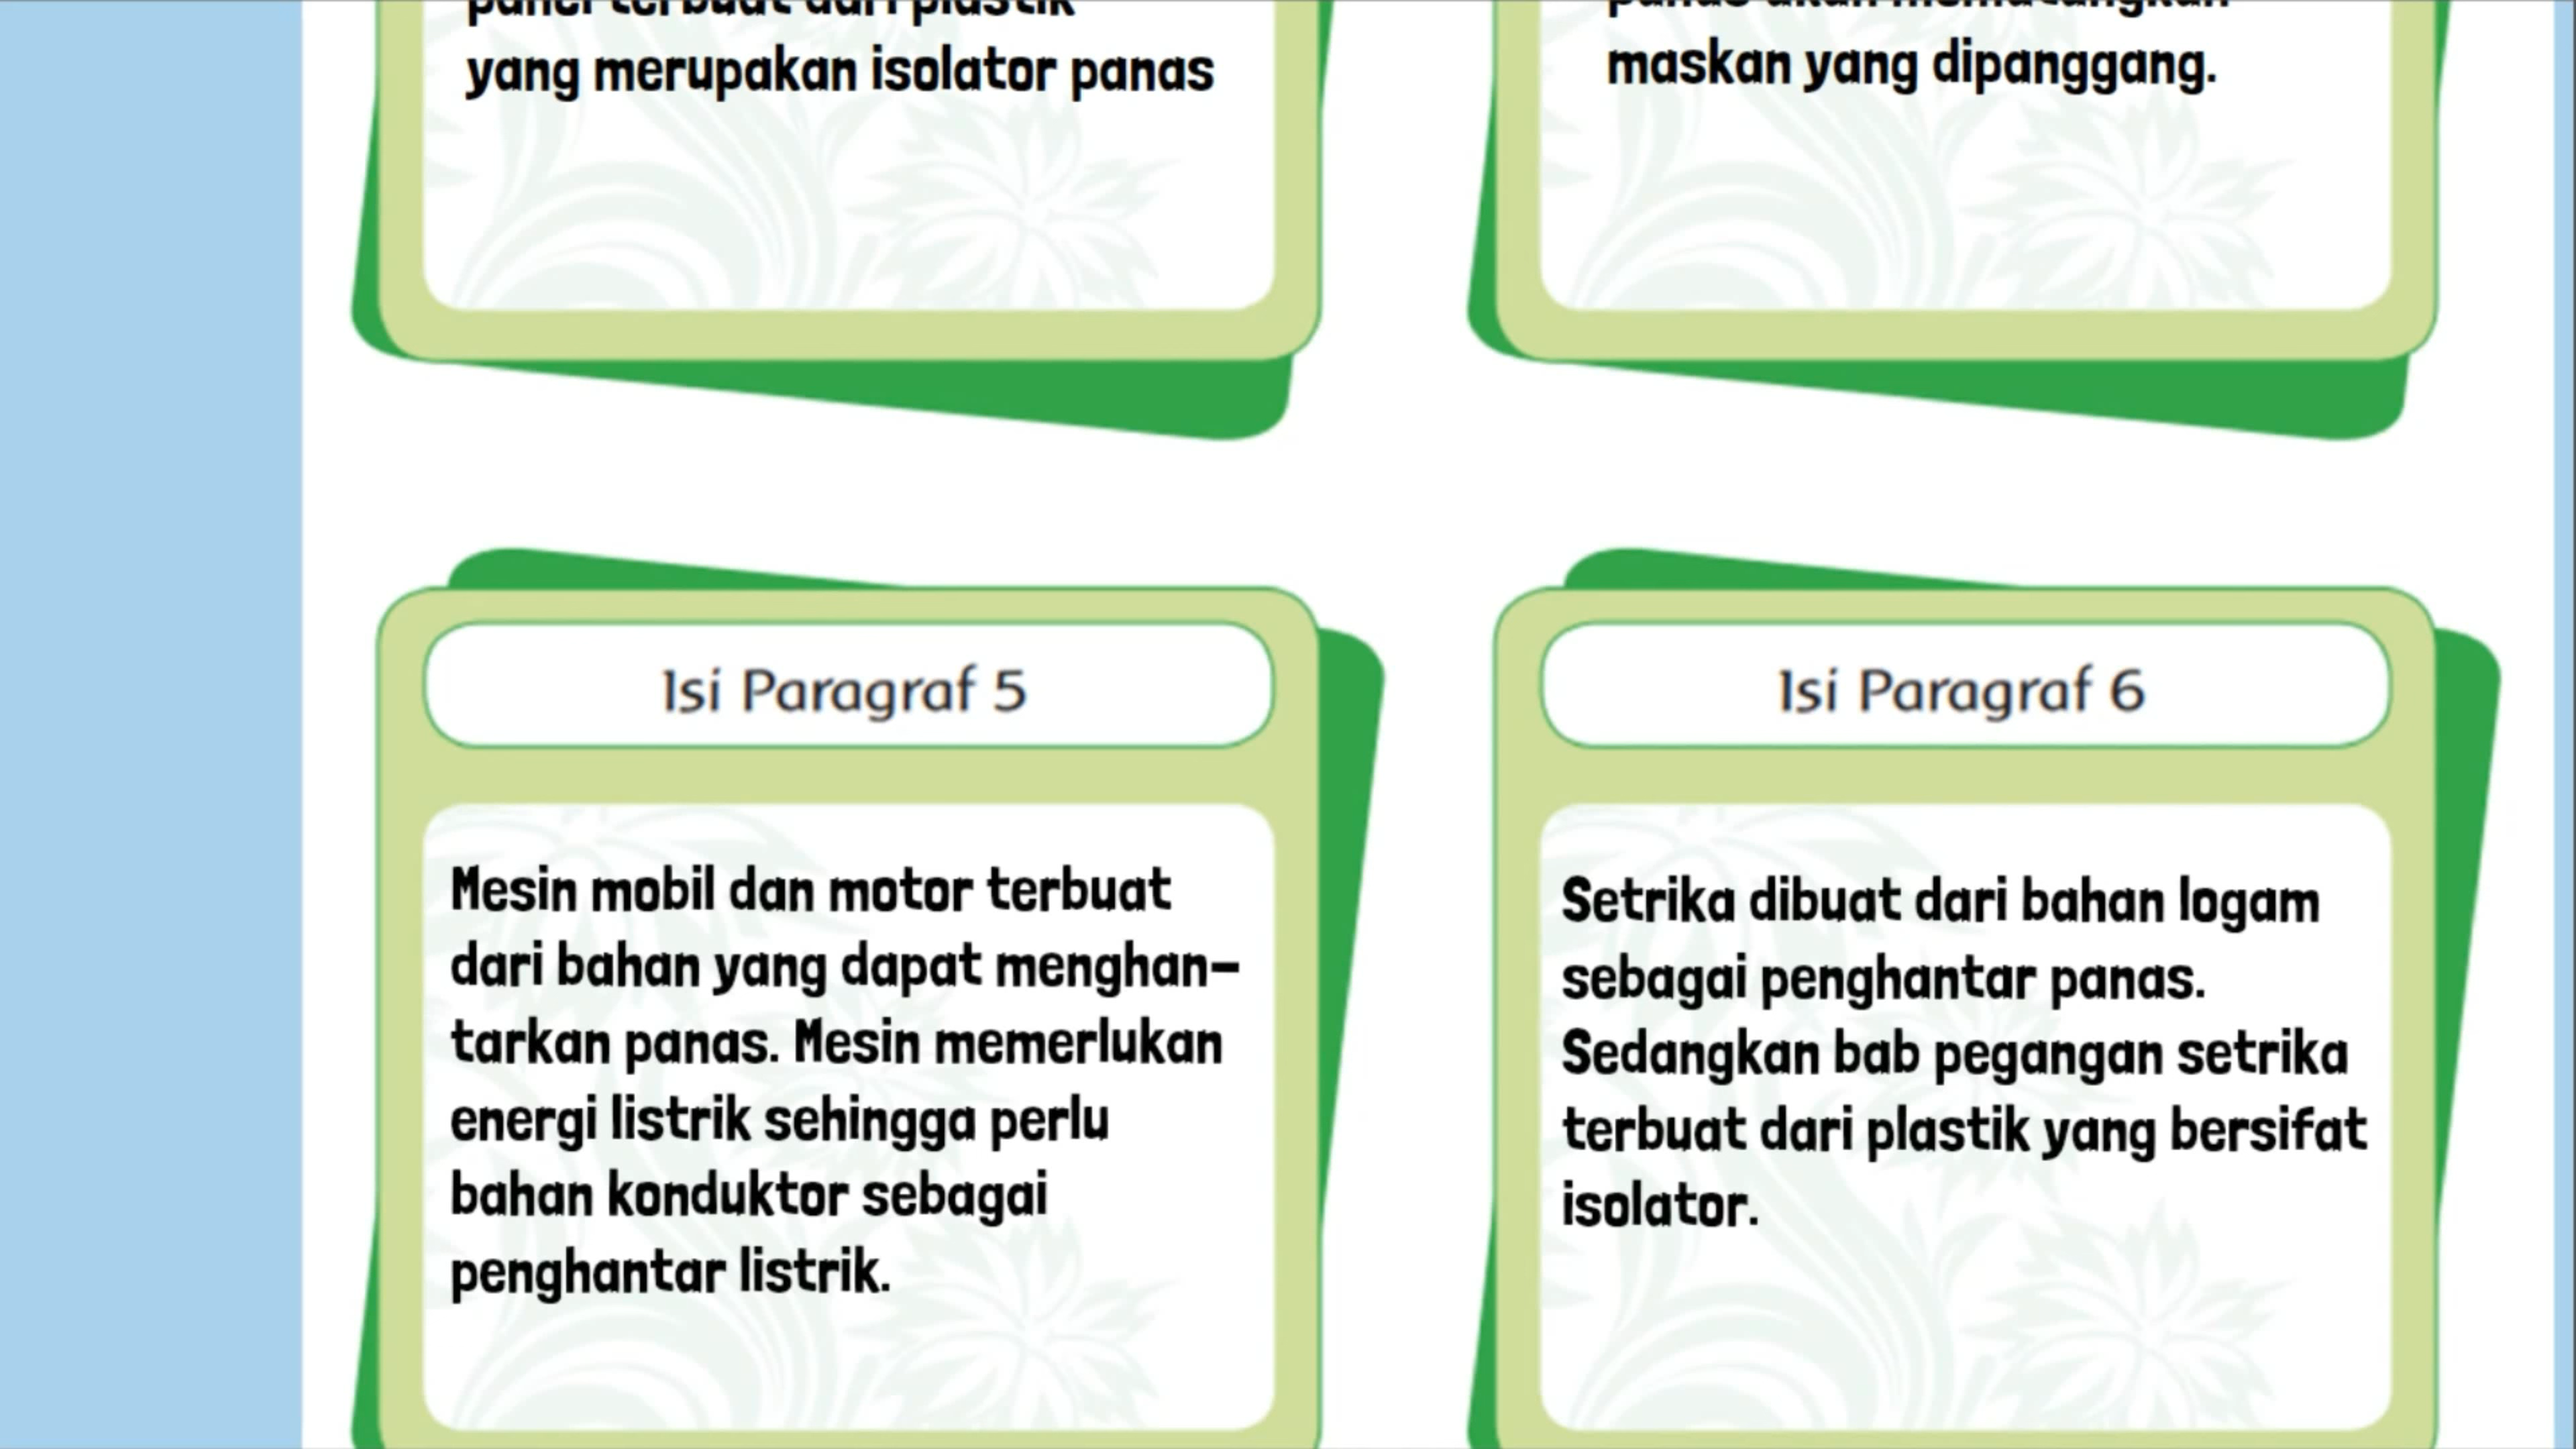 yang merupakan isolator panas
maskan yang dipanggang.
Isi Paragraf 5
Mesin mobil dan motor terbuat
dari bahan yang dapat menghan-
tarkan panas. Mesin memerlukan
energi listrik sehingga perlu
bahan konduktor sebagai
penghantar listrik.
Isi Paragraf 6
Setrika dibuat dari bahan logam
sebagai penghantar panas.
Sedangkan bab pegangan setrika
terbuat dari plastik yang bersifat
isolator.